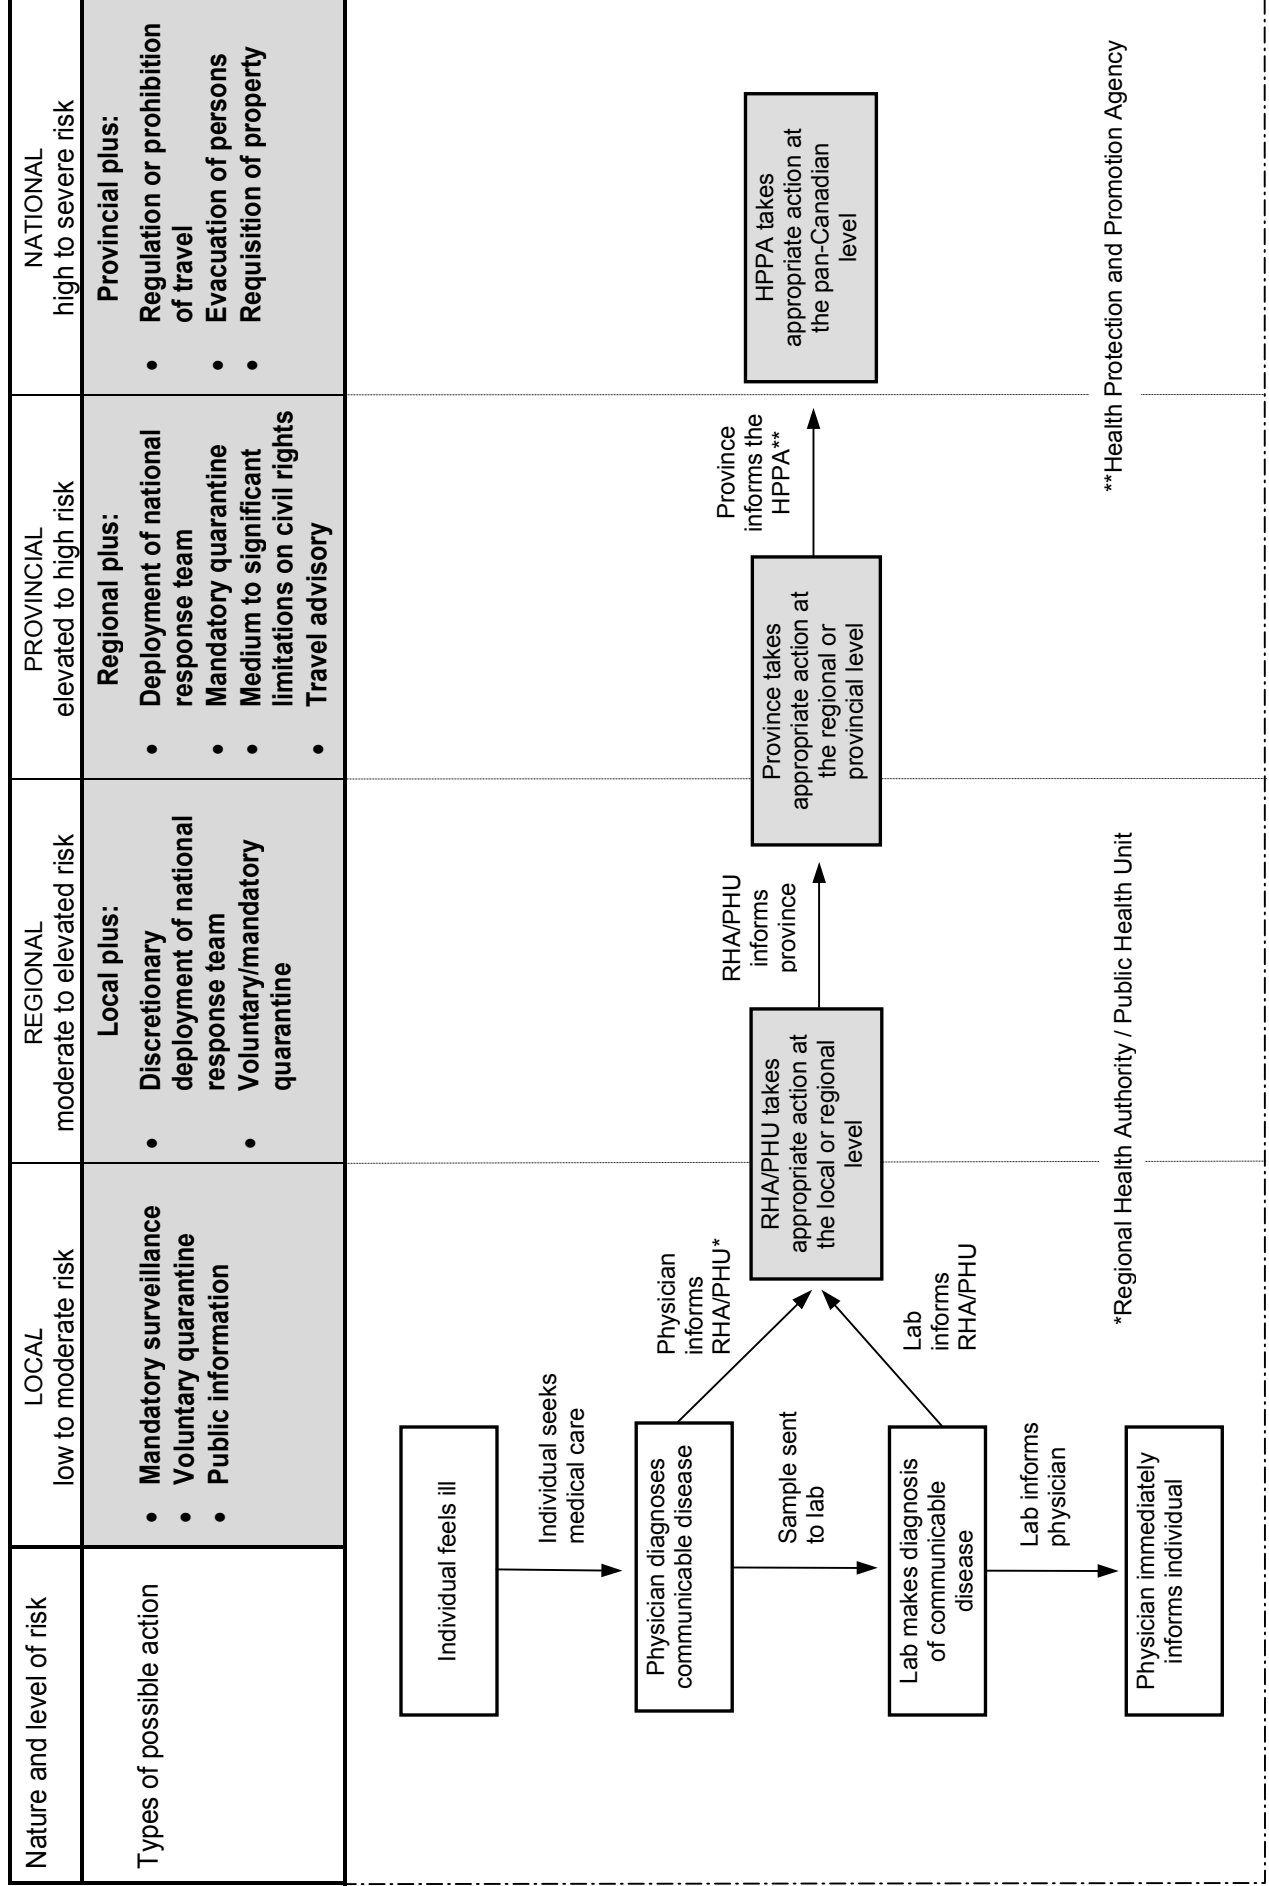 Nature and level of risk
LOCAL
low to moderate risk
REGIONAL
moderate to elevated risk
PROVINCIAL
elevated to high risk
NATIONAL
high to severe risk
Types of possible action
• Mandatory surveillance
• Voluntary quarantine
• Public information
Local plus:
• Discretionary
deployment of national
response team
• Voluntary/mandatory
quarantine
Regional plus:
• Deployment of national
response team
• Mandatory quarantine
• Medium to significant
limitations on civil rights
• Travel advisory
Provincial plus:
• Regulation or prohibition
of travel
• Evacuation of persons
• Requisition of property
Individual feels ill
Individual seeks
medical care
Physician diagnoses
communicable disease
Physician
informs
RHA/PHU*
Sample sent
to lab
Lab makes diagnosis
of communicable
disease
Lab
informs
RHA/PHU
Lab informs
physician
Physician immediately
informs individual
RHA/PHU takes
appropriate action at
the local or regional
level
RHA/PHU
informs
province
Province takes
appropriate action at
the regional or
provincial level
Province
informs the
HPPA**
HPPA takes
appropriate action at
the pan-Canadian
level
*Regional Health Authority / Public Health Unit
**Health Protection and Promotion Agency